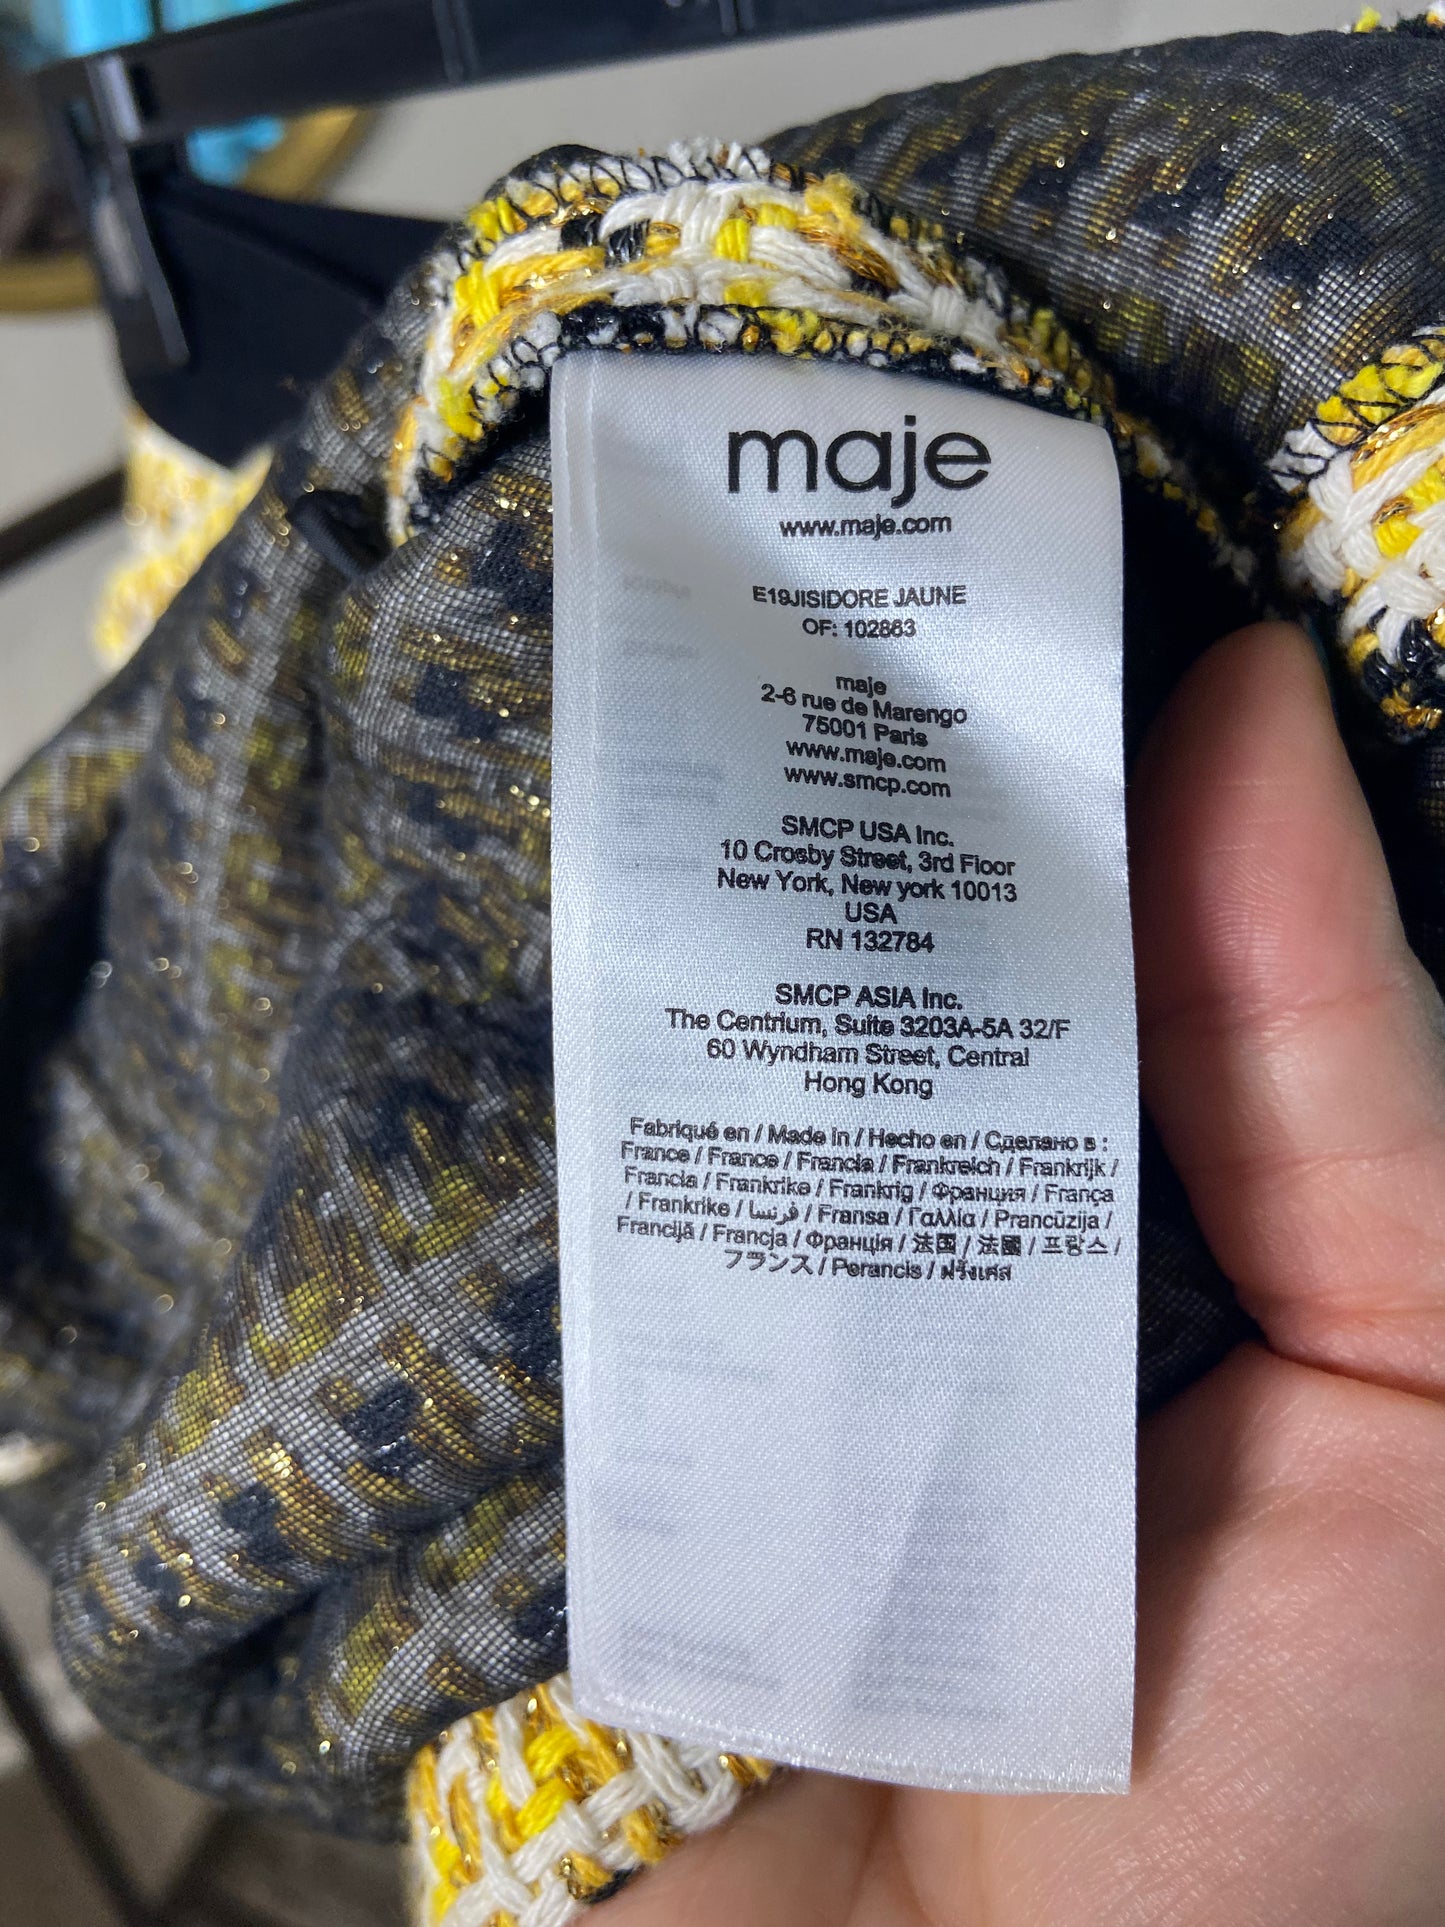 maje
www.maje.com
E19JISIDORE JAUNE
OF: 102863
maje
2-6 rue de Marengo
75001 Paris
www.maje.com
www.smcp.com
SMCP USA Inc.
10 Crosby Street, 3rd Floor
New York, New york 10013
USA
RN 132784
SMCP ASIA Inc.
The Centrium, Suite 3203A-5A 32/F
60 Wyndham Street, Central
Hong Kong
Fabriqué en / Made in / Hecho en / Сделано в :
France / France / Francia / Frankreich / Frankrijk /
Francia / Frankrike / Frankrig / Франция / França
/ Frankrike / فرنسا / Fransa / Γαλλία / Prancūzija /
Francijā / Francja / Франція / 法国 / 法國 / 프랑스 /
フランス / Perancis / ฝรั่งเศส